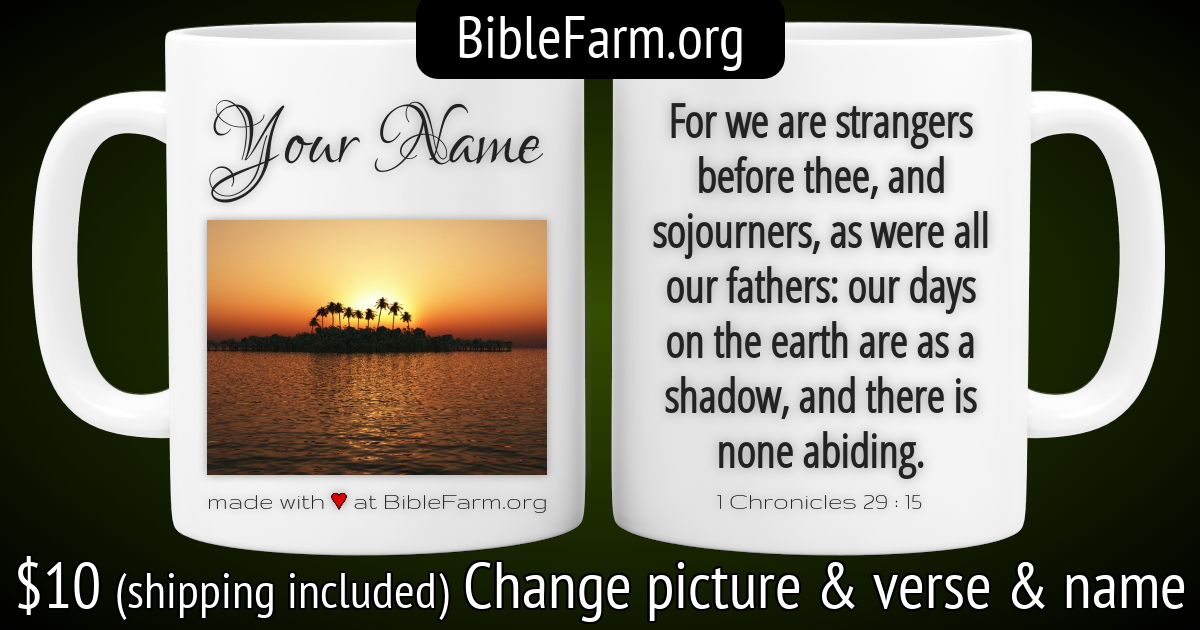 BibleFarm.org
Your Name
made with ♥ at BibleFarm.org
For we are strangers
before thee, and
sojourners, as were all
our fathers: our days
on the earth are as a
shadow, and there is
none abiding.
1 Chronicles 29 : 15
$10 (shipping included) Change picture & verse & name